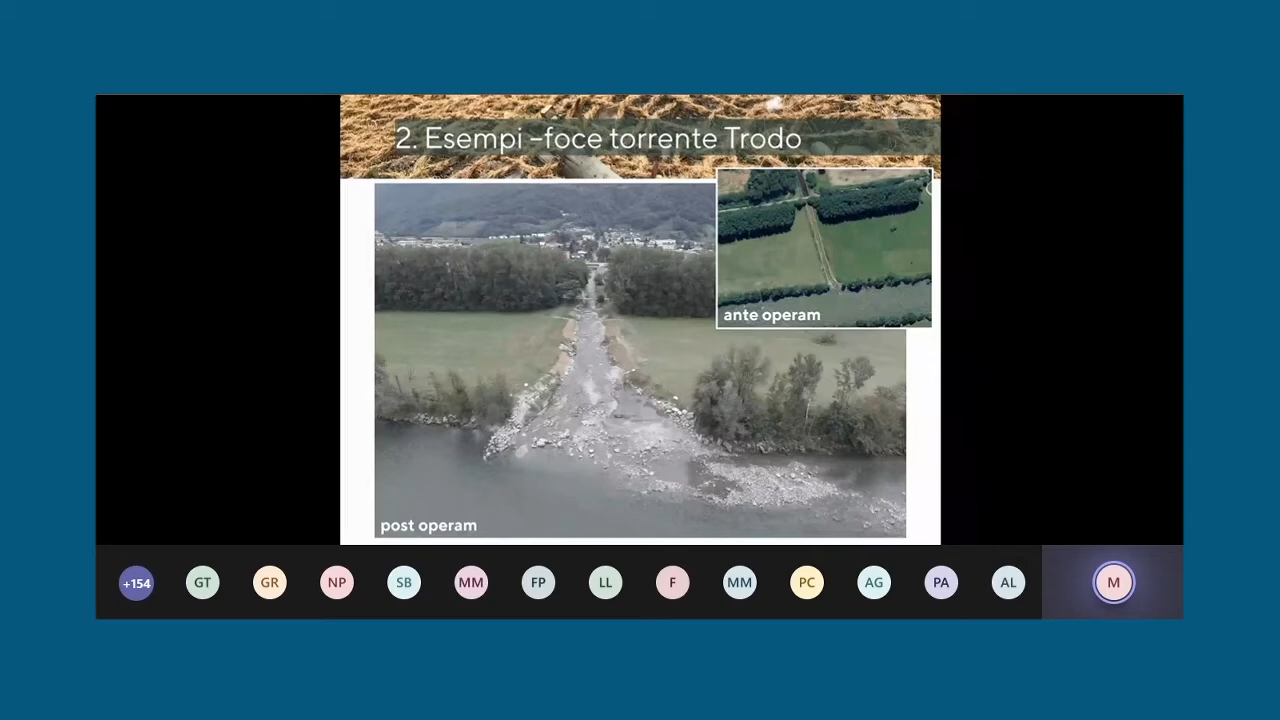 2. Esempi –foce torrente Trodo
ante operam
post operam
+154 GT GR NP SB MM FP LL F MM PC AG PA AL M